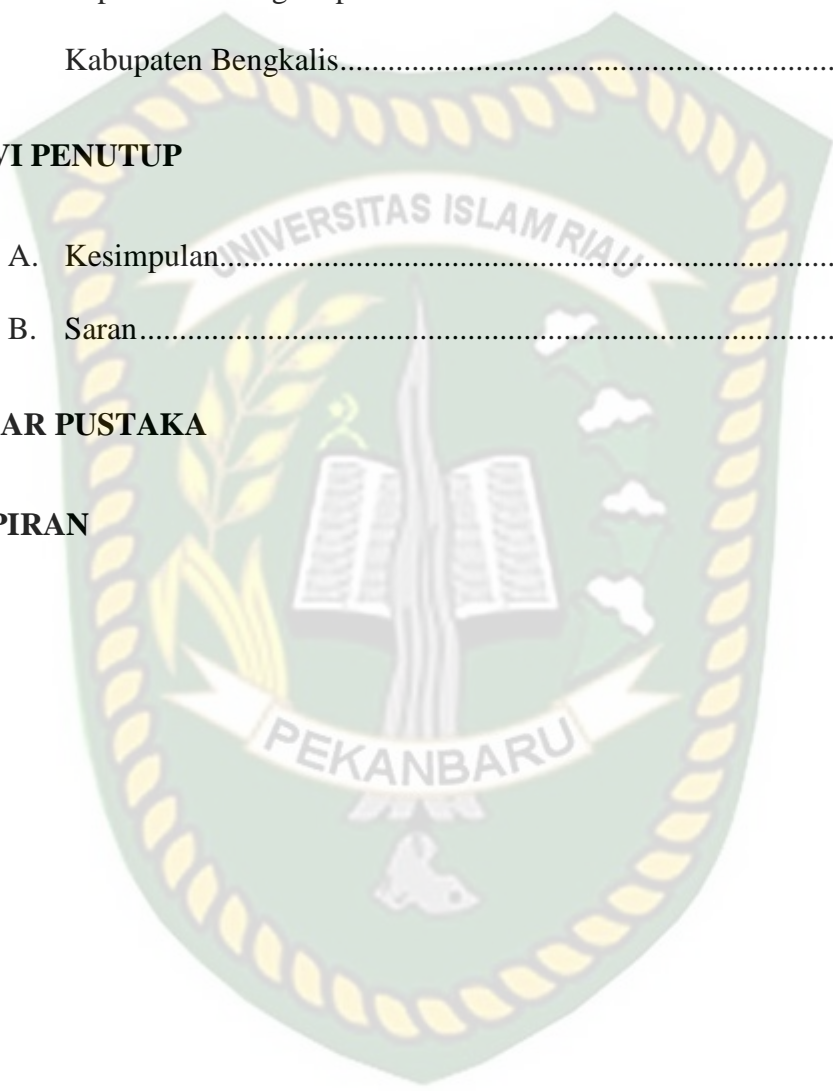 Kabupaten Bengkalis..............................................................
VI PENUTUP
UNIVERSITAS ISLAM RIAU
A. Kesimpulan.............................................................................
B. Saran.......................................................................................
AR PUSTAKA
PIRAN
PEKANBARU